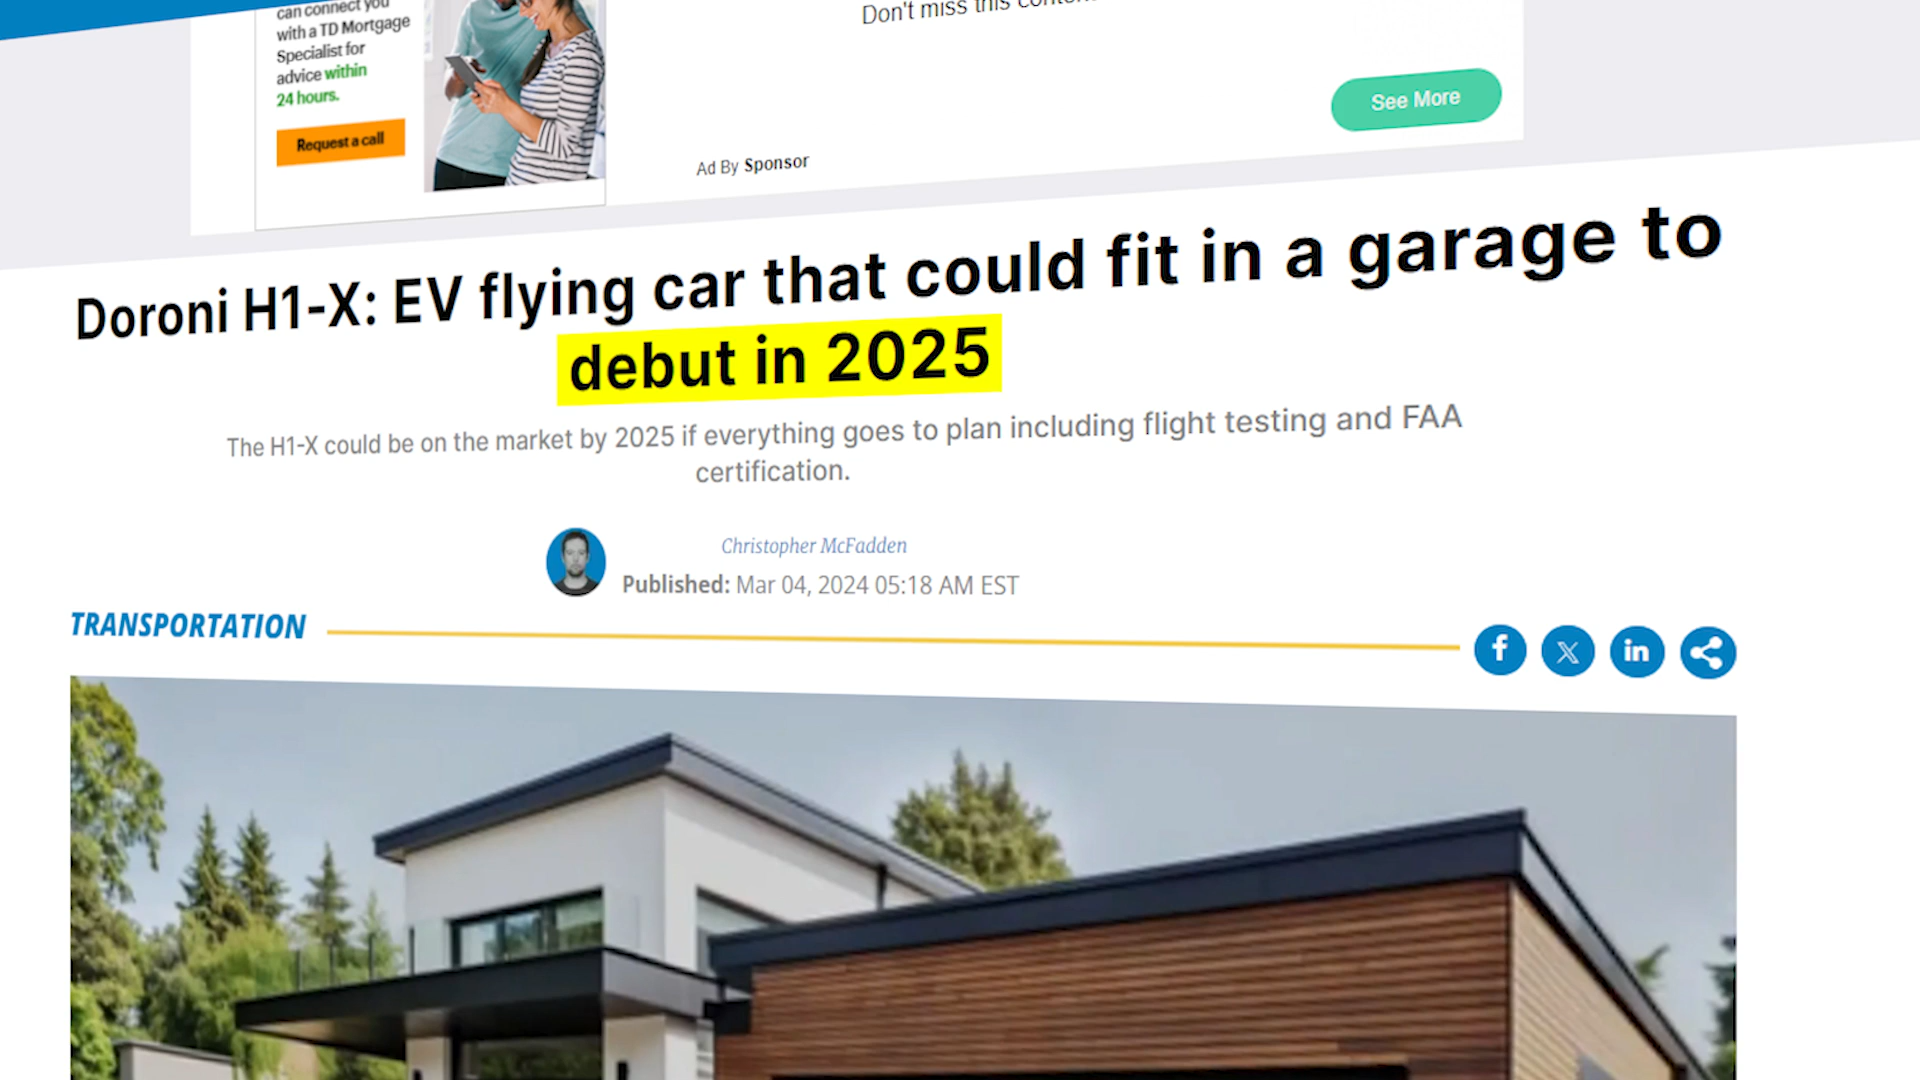 can connect you
with a TD Mortgage
Specialist for
advice within
24 hours.
Request a call
Don't miss this
See More
Ad By Sponsor
Doroni H1-X: EV flying car that could fit in a garage to
debut in 2025
The H1-X could be on the market by 2025 if everything goes to plan including flight testing and FAA
certification.
Christopher McFadden
Published: Mar 04, 2024 05:18 AM EST
TRANSPORTATION
f
X
in